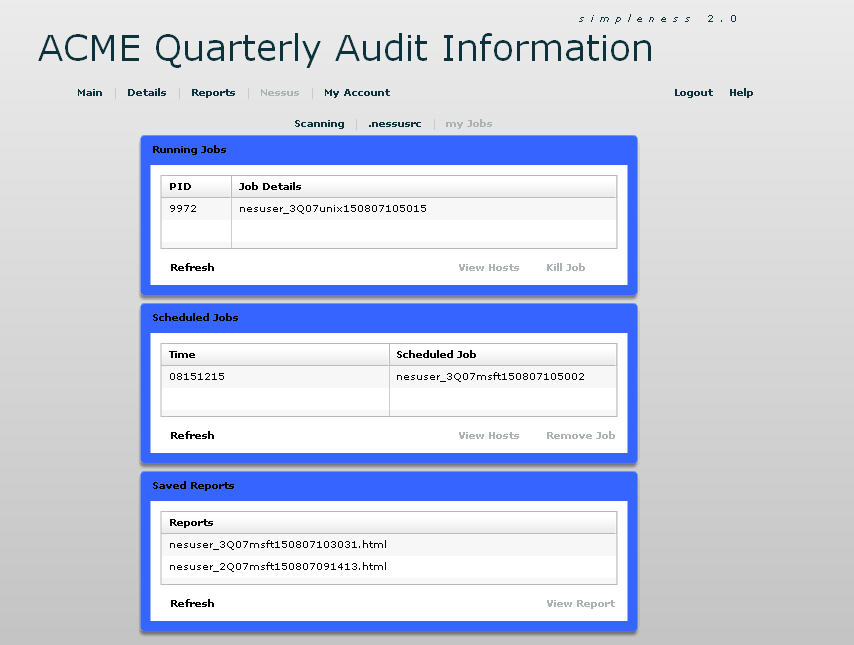 simpleness 2.0
ACME Quarterly Audit Information
Main Details Reports Nessus My Account Logout Help
Scanning .nessusrc my Jobs
Running Jobs
PID Job Details
9972 nesuser_3Q07unix150807105015
Refresh View Hosts Kill Job
Scheduled Jobs
Time Scheduled Job
08151215 nesuser_3Q07msft150807105002
Refresh View Hosts Remove Job
Saved Reports
Reports
nesuser_3Q07msft150807103031.html
nesuser_2Q07msft150807091413.html
Refresh View Report